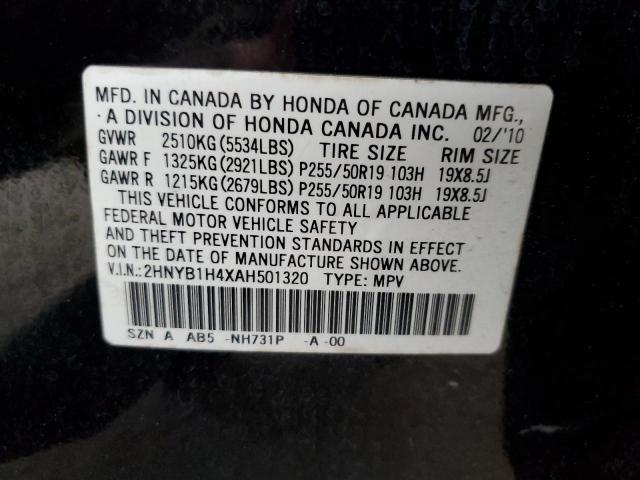 MFD. IN CANADA BY HONDA OF CANADA MFG.,
·A DIVISION OF HONDA CANADA INC. 02/'10
GVWR 2510KG(5534LBS) TIRE SIZE RIM SIZE
GAWR F 1325KG(2921LBS)P255/50R19 103H 19X8.5J
GAWR R 1215KG(2679LBS)P255/50R19 103H 19X8.5J
THIS VEHICLE CONFORMS TO ALL APPLICABLE
FEDERAL MOTOR VEHICLE SAFETY
AND THEFT PREVENTION STANDARDS IN EFFECT
ON THE DATE OF MANUFACTURE SHOWN ABOVE.
V.I.N.:2HNYB1H4XAH501320 TYPE: MPV
SZN A AB5 -NH731P -A -00